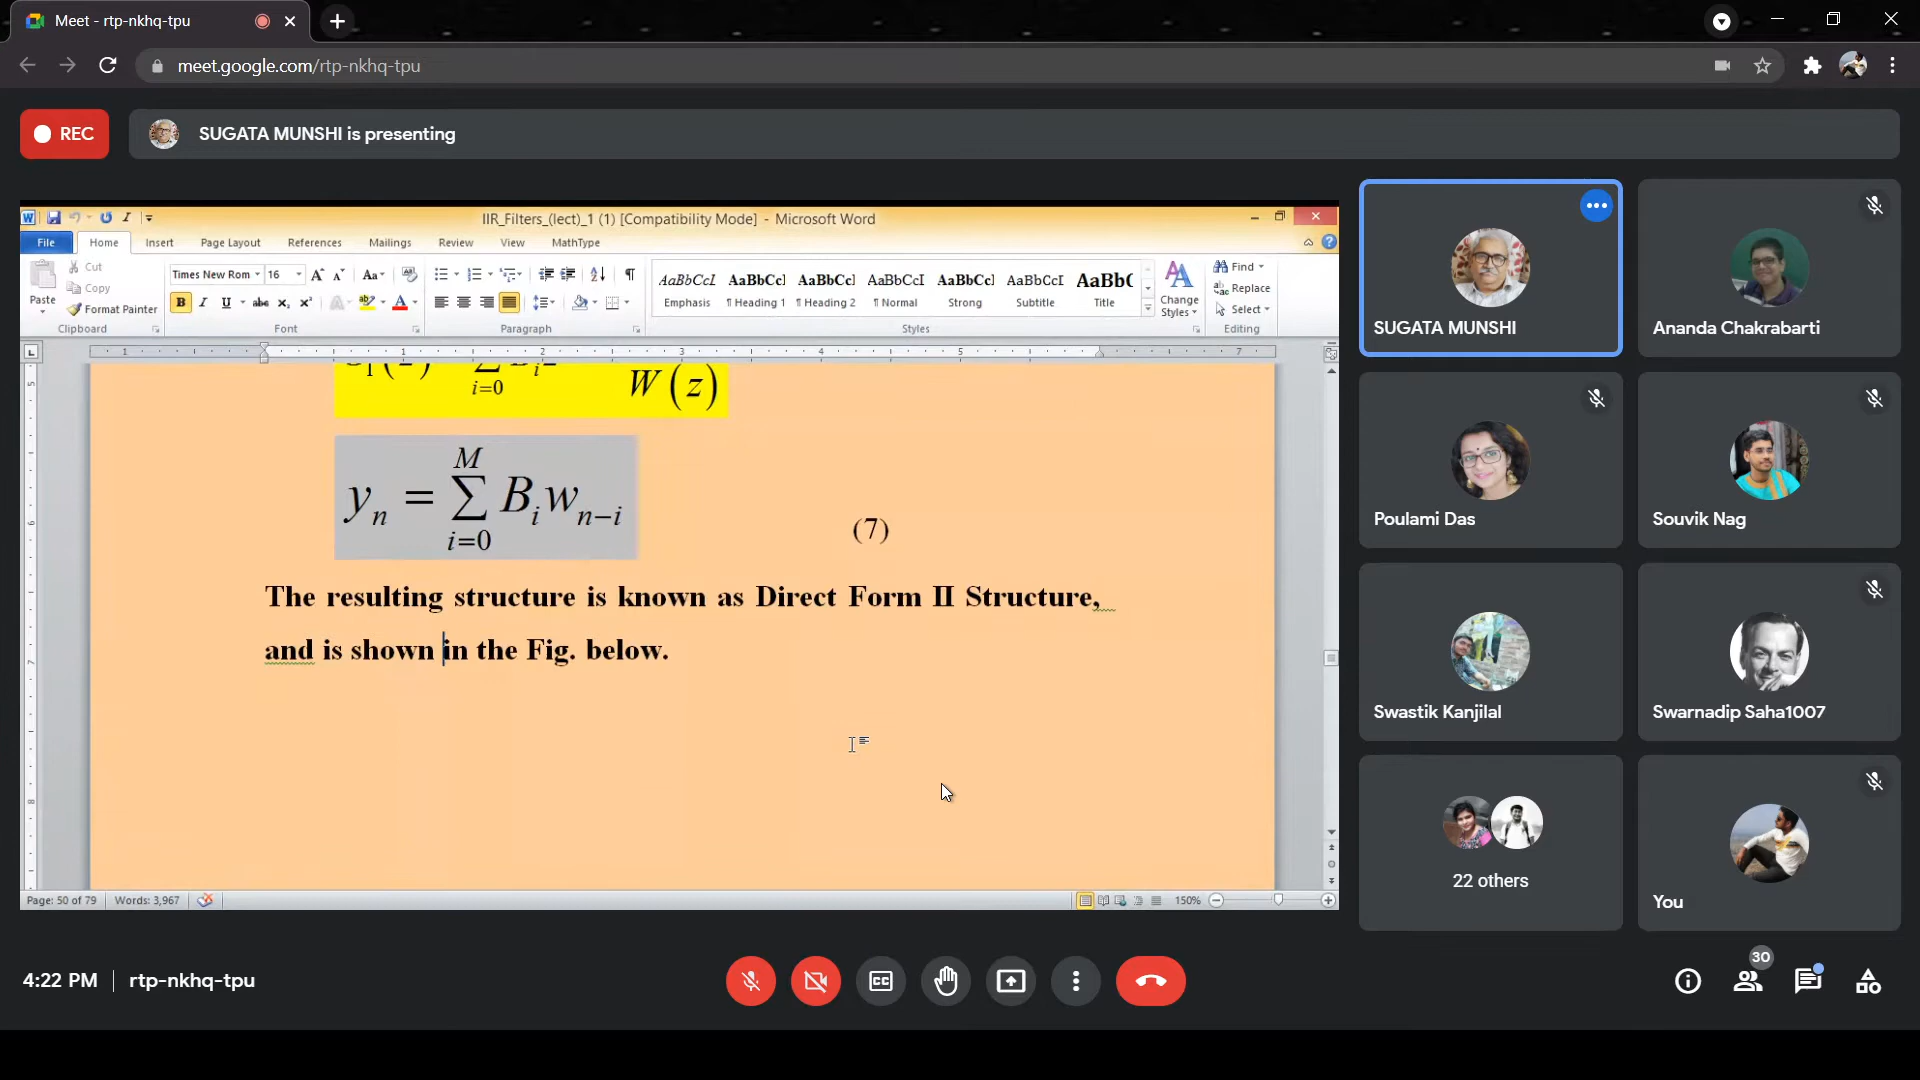 Meet - rtp-nkhq-tpu
meet.google.com/rtp-nkhq-tpu
REC
SUGATA MUNSHI is presenting
IIR_Filters_(lect)_1 (1) [Compatibility Mode] - Microsoft Word
File Home Insert Page Layout References Mailings Review View MathType
Paste
Cut
Copy
Format Painter
Clipboard
Times New Rom 16
Font
Paragraph
AaBbCcI AaBbCcI AaBbCcI AaBbCcI AaBbCcI AaBbCcI AaBb(
Emphasis ¶ Heading 1 ¶ Heading 2 ¶ Normal Strong Subtitle Title
Styles
Change Styles
Find
Replace
Select
Editing
i=0
W(z)
y_n = \sum_{i=0}^{M} B_i w_{n-i} (7)
The resulting structure is known as Direct Form II Structure,
and is shown in the Fig. below.
Page: 50 of 79 Words: 3,967
150%
SUGATA MUNSHI
Ananda Chakrabarti
Poulami Das
Souvik Nag
Swastik Kanjilal
Swarnadip Saha1007
22 others
You
4:22 PM | rtp-nkhq-tpu
CC
30